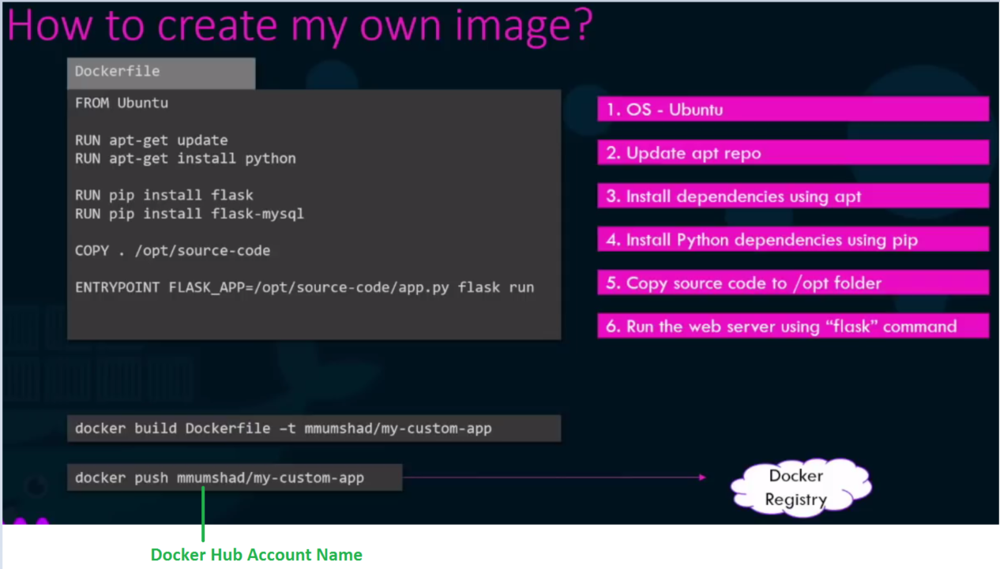 How to create my own image?
Dockerfile
FROM Ubuntu
RUN apt-get update
RUN apt-get install python
RUN pip install flask
RUN pip install flask-mysql
COPY . /opt/source-code
ENTRYPOINT FLASK_APP=/opt/source-code/app.py flask run
1. OS - Ubuntu
2. Update apt repo
3. Install dependencies using apt
4. Install Python dependencies using pip
5. Copy source code to /opt folder
6. Run the web server using “flask” command
docker build Dockerfile –t mmumshad/my-custom-app
docker push mmumshad/my-custom-app
Docker
Registry
Docker Hub Account Name